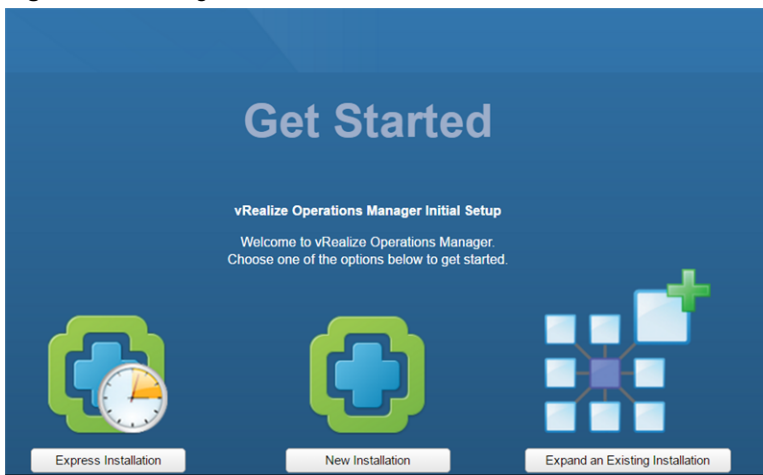 Get Started
vRealize Operations Manager Initial Setup
Welcome to vRealize Operations Manager.
Choose one of the options below to get started.
Express Installation
New Installation
Expand an Existing Installation